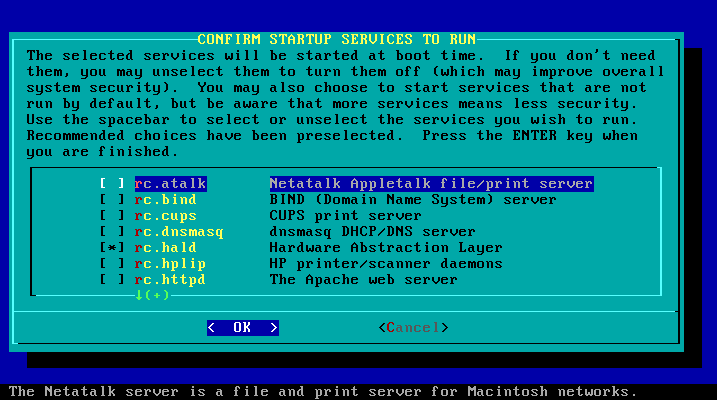 CONFIRM STARTUP SERVICES TO RUN
The selected services will be started at boot time.  If you don't need
them, you may unselect them to turn them off (which may improve overall
system security).  You may also choose to start services that are not
run by default, but be aware that more services means less security.
Use the spacebar to select or unselect the services you wish to run.
Recommended choices have been preselected.  Press the ENTER key when
you are finished.
[ ] rc.atalk Netatalk Appletalk file/print server
[ ] rc.bind BIND (Domain Name System) server
[ ] rc.cups CUPS print server
[ ] rc.dnsmasq dnsmasq DHCP/DNS server
[*] rc.hald Hardware Abstraction Layer
[ ] rc.hplip HP printer/scanner daemons
[ ] rc.httpd The Apache web server
↓(+)
< OK > <Cancel>
The Netatalk server is a file and print server for Macintosh networks.